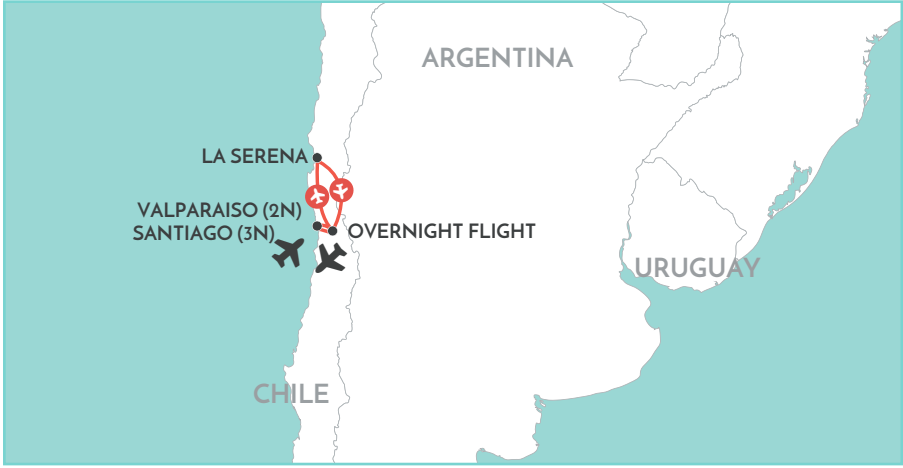 ARGENTINA
LA SERENA
VALPARAISO (2N)
SANTIAGO (3N)
OVERNIGHT FLIGHT
URUGUAY
CHILE